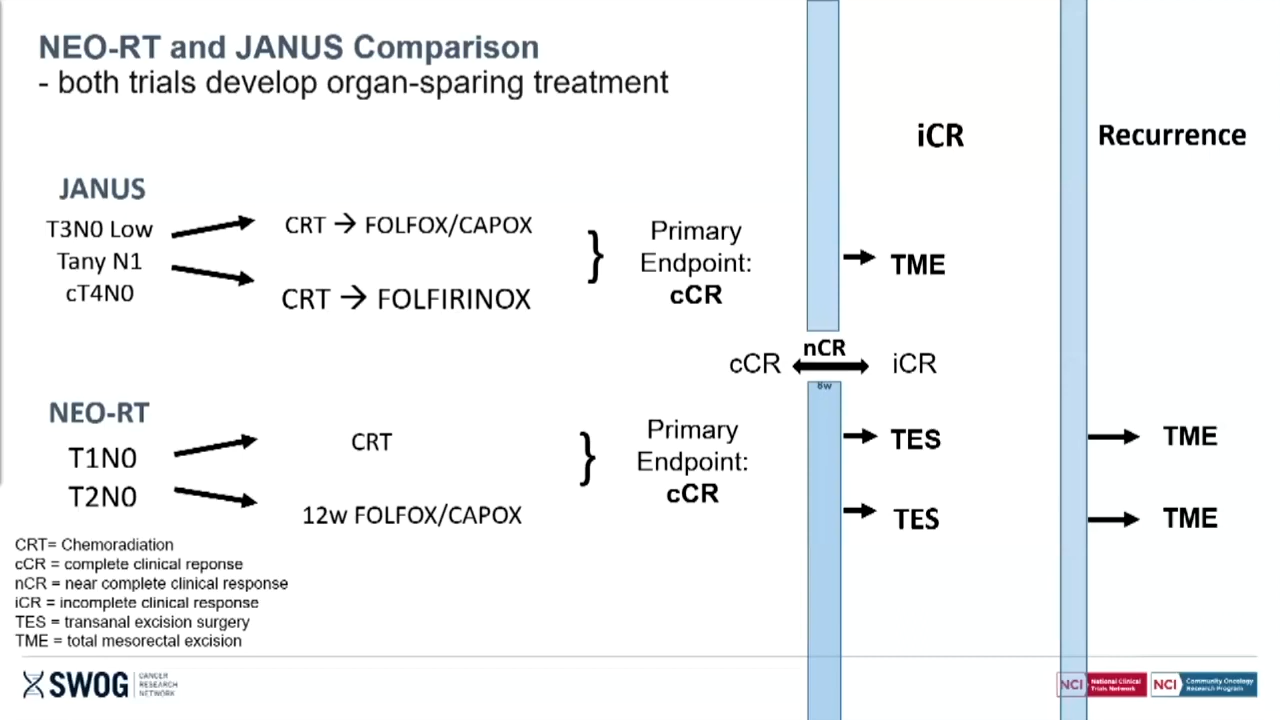 NEO-RT and JANUS Comparison
- both trials develop organ-sparing treatment
iCR
Recurrence
JANUS
T3N0 Low
Tany N1
cT4N0
CRT → FOLFOX/CAPOX
CRT → FOLFIRINOX
}
Primary
Endpoint:
cCR
TME
cCR
nCR
iCR
8w
NEO-RT
T1N0
T2N0
CRT
12w FOLFOX/CAPOX
}
Primary
Endpoint:
cCR
TES
TES
TME
TME
CRT= Chemoradiation
cCR = complete clinical reponse
nCR = near complete clinical response
iCR = incomplete clinical response
TES = transanal excision surgery
TME = total mesorectal excision
SWOG
CANCER
RESEARCH
NETWORK
NCI
National Clinical
Trials Network
NCI
Community Oncology
Research Program